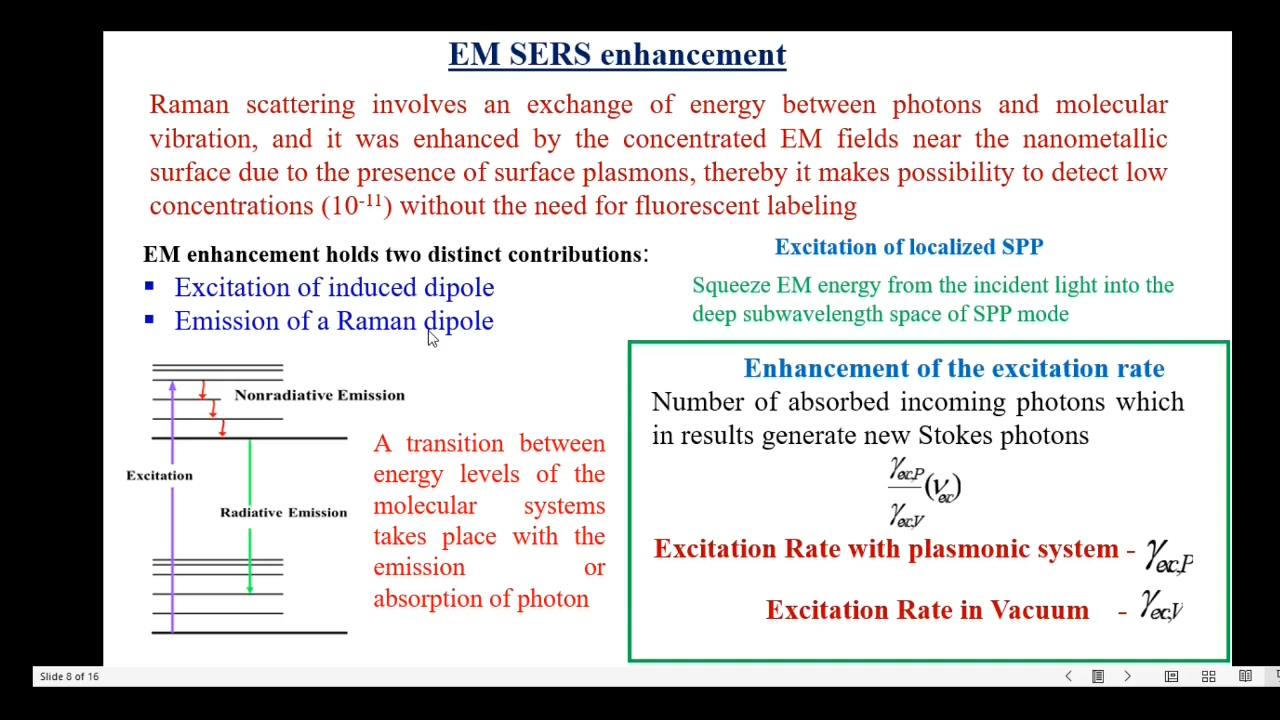 EM SERS enhancement
Raman scattering involves an exchange of energy between photons and molecular
vibration, and it was enhanced by the concentrated EM fields near the nanometallic
surface due to the presence of surface plasmons, thereby it makes possibility to detect low
concentrations (10⁻¹¹) without the need for fluorescent labeling
EM enhancement holds two distinct contributions:
▪ Excitation of induced dipole
▪ Emission of a Raman dipole
Excitation of localized SPP
Squeeze EM energy from the incident light into the
deep subwavelength space of SPP mode
Nonradiative Emission
Excitation
Radiative Emission
A transition between
energy levels of the
molecular systems
takes place with the
emission or
absorption of photon
Enhancement of the excitation rate
Number of absorbed incoming photons which
in results generate new Stokes photons
γec,P
(νec)
γec,V
Excitation Rate with plasmonic system - γec,P
Excitation Rate in Vacuum - γec,V
Slide 8 of 16